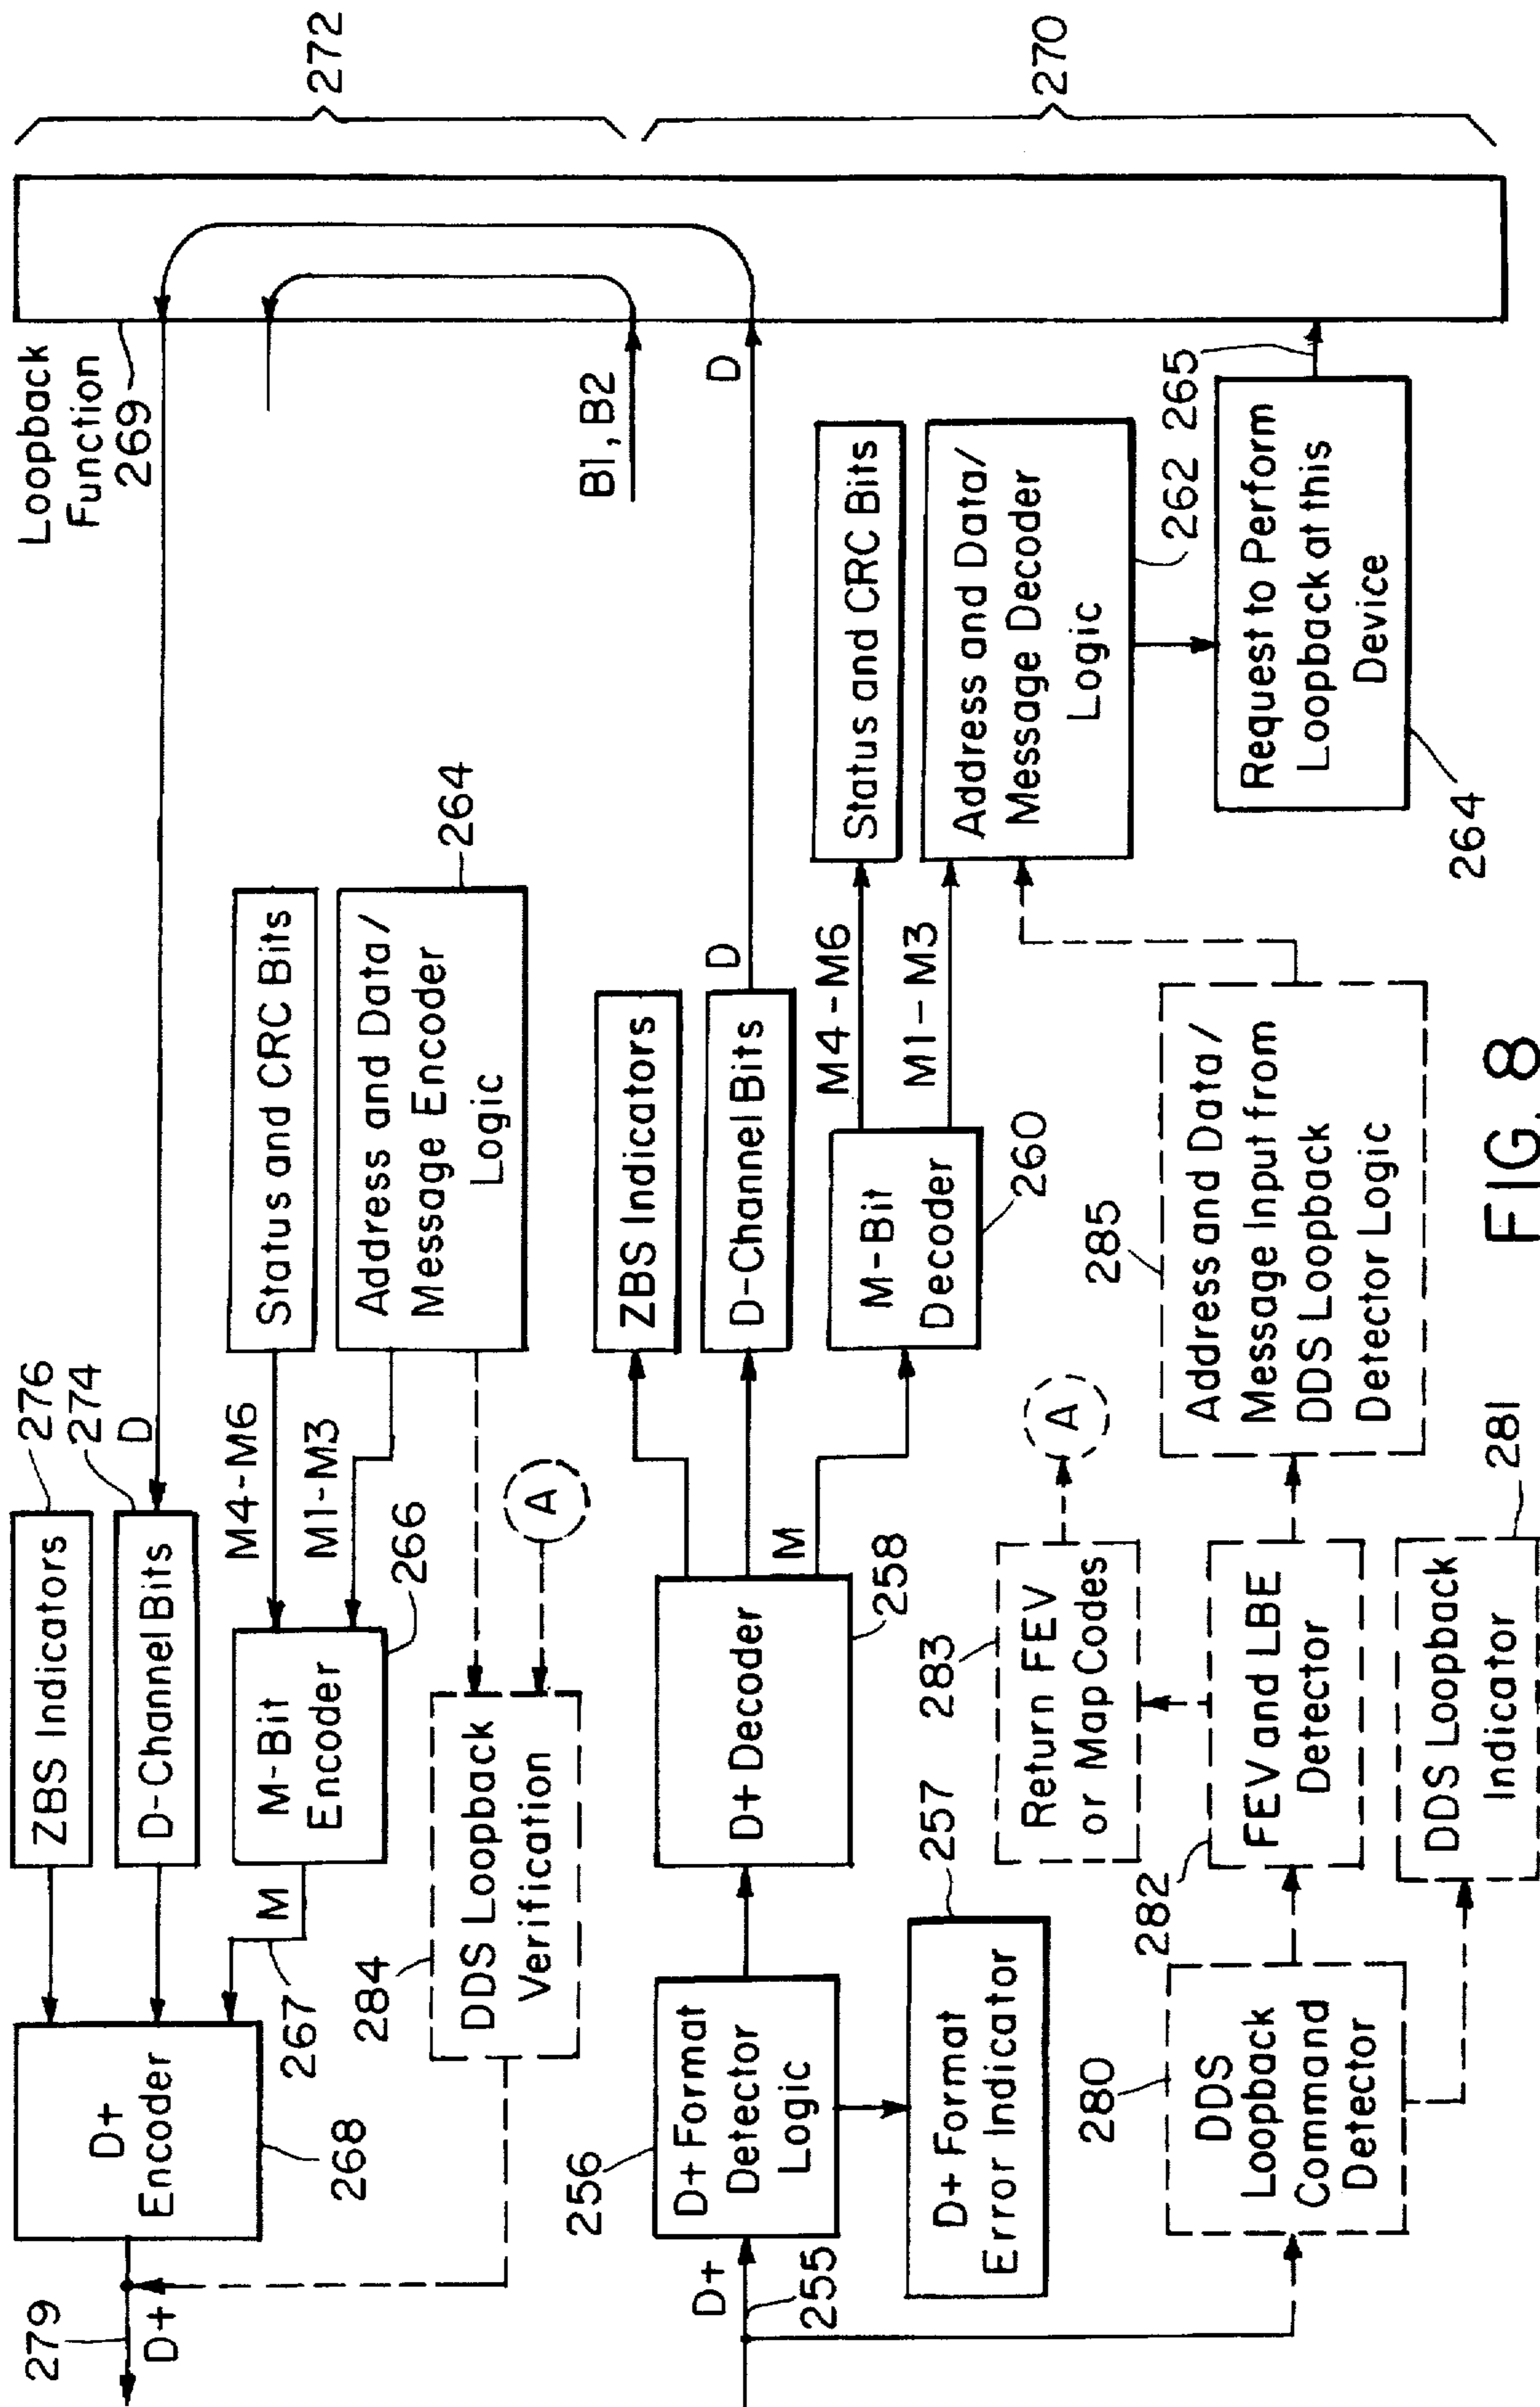 Loopback
Function
269
272
270
ZBS Indicators
276
D-Channel Bits
274
D
Status and CRC Bits
M4-M6
Address and Data/
Message Encoder
Logic
264
M1-M3
M-Bit
Encoder
266
M
267
D+
Encoder
268
279
D+
DDS Loopback
Verification
284
A
B1, B2
D
D
ZBS Indicators
D-Channel Bits
M-Bit
Decoder
260
M
D+ Decoder
258
D+
255
256
D+ Format
Detector
Logic
D+ Format
Error Indicator
257
M4-M6
M1-M3
Status and CRC Bits
Address and Data/
Message Decoder
Logic
262
265
Request to Perform
Loopback at this
Device
264
A
283
Return FEV
or Map Codes
285
Address and Data/
Message Input from
DDS Loopback
Detector Logic
282
FEV and LBE
Detector
280
DDS
Loopback
Command
Detector
DDS Loopback
Indicator
281
FIG. 8